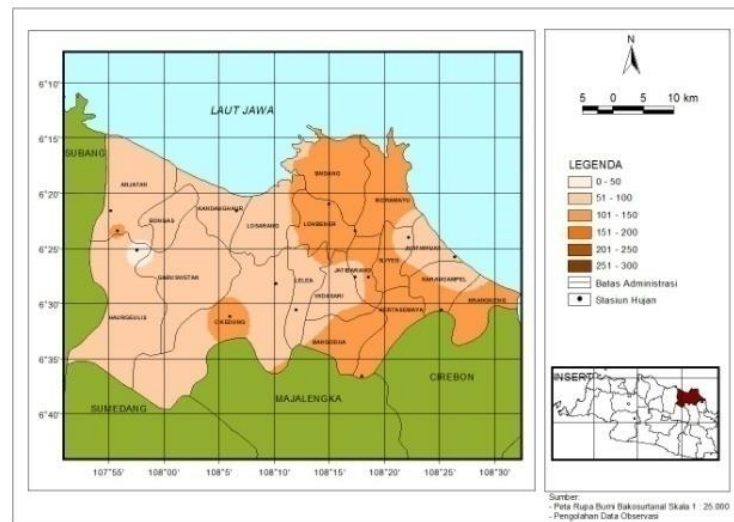 6°10'
6°15'
6°20'
6°25'
6°30'
6°35'
6°40'
107°55'
108°00'
108°05'
108°10'
108°15'
108°20'
108°25'
108°30'
LAUT JAWA
SUBANG
ANJATAN
BONGAS
KANDANGHAUR
LOSARANG
SINDANG
INDRAMAYU
LOHBENER
JUNTINYUAT
SLIYEG
GABUSWETAN
LELEA
JATIBARANG
WIDASARI
KARANGAMPEL
KRANGKENG
KERTASEMAYA
HAURGEULIS
CIKEDUNG
BANGODUA
CIREBON
SUMEDANG
MAJALENGKA
N
5 0 5 10 km
LEGENDA
0 - 50
51 - 100
101 - 150
151 - 200
201 - 250
251 - 300
Batas Administrasi
Stasiun Hujan
INSERT
Sumber:
- Peta Rupa Bumi Bakosurtanal Skala 1 : 25.000
- Pengolahan Data Observasi